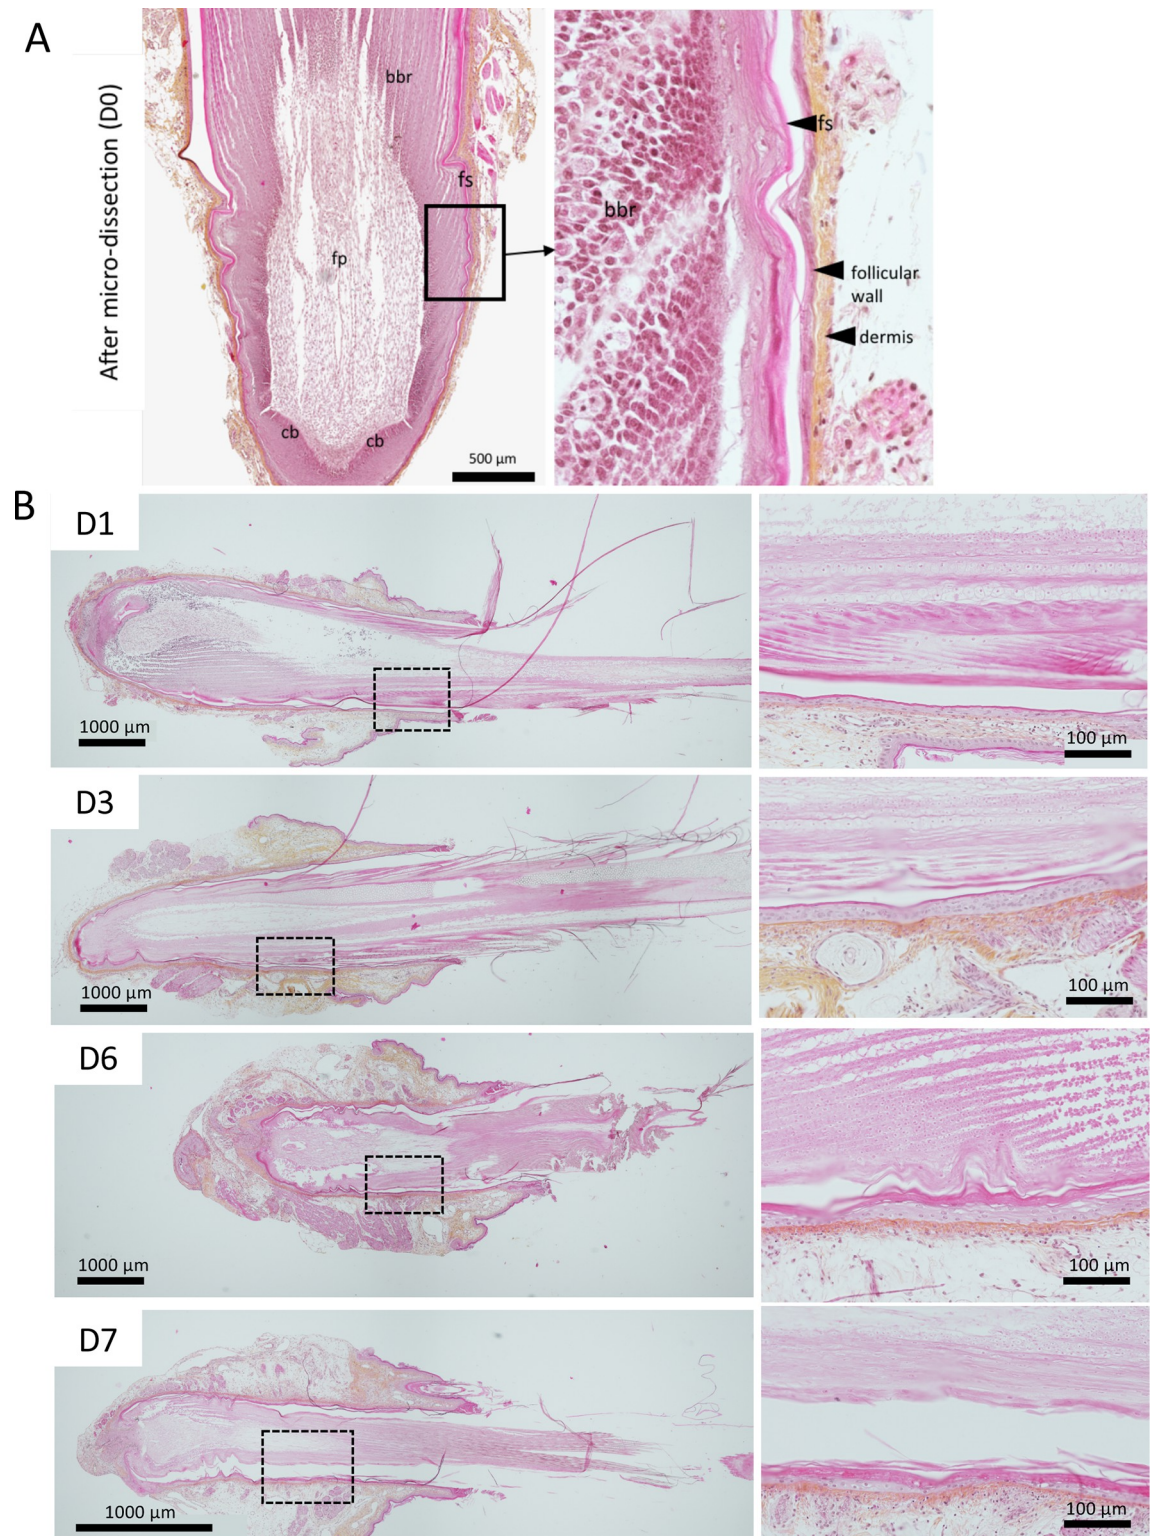 A
After micro-dissection (D0)
bbr
fs
fp
cb
cb
500 µm
fs
bbr
follicular
wall
dermis
B
D1
1000 µm
100 µm
D3
1000 µm
100 µm
D6
1000 µm
100 µm
D7
1000 µm
100 µm